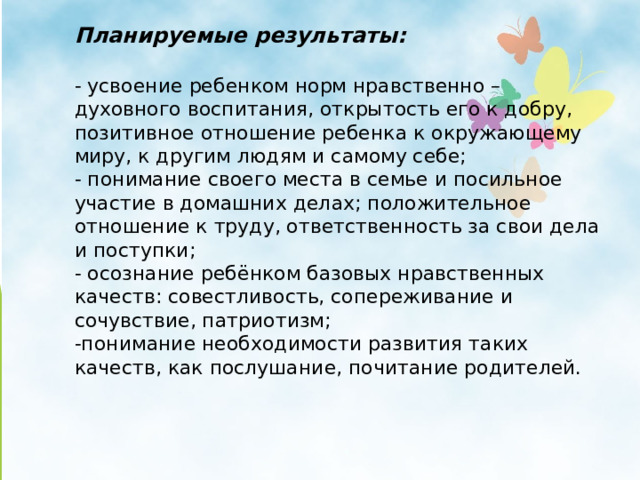 Планируемые результаты:
- усвоение ребенком норм нравственно –
духовного воспитания, открытость его к добру,
позитивное отношение ребенка к окружающему
миру, к другим людям и самому себе;
- понимание своего места в семье и посильное
участие в домашних делах; положительное
отношение к труду, ответственность за свои дела
и поступки;
- осознание ребёнком базовых нравственных
качеств: совестливость, сопереживание и
сочувствие, патриотизм;
-понимание необходимости развития таких
качеств, как послушание, почитание родителей.